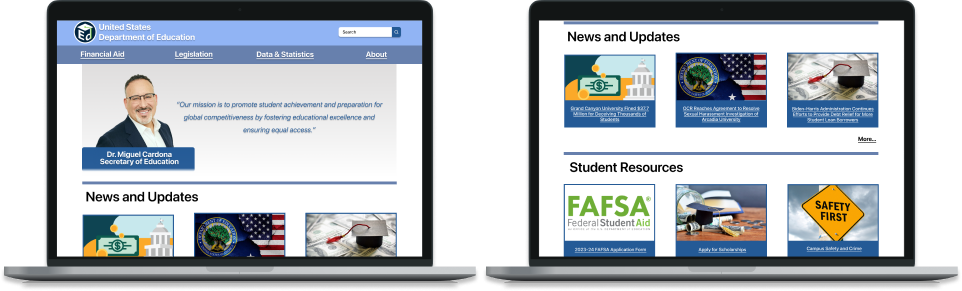 United States
Department of Education
Search
Financial Aid
Legislation
Data & Statistics
About
"Our mission is to promote student achievement and preparation for
global competitiveness by fostering educational excellence and
ensuring equal access."
Dr. Miguel Cardona
Secretary of Education
News and Updates
News and Updates
Grand Canyon University Fined $37.7
Million for Deceiving Thousands of
Students
OCR Reaches Agreement to Resolve
Sexual Harassment Investigation of
Arcadia University
Biden-Harris Administration Continues
Efforts to Provide Debt Relief for More
Student Loan Borrowers
More...
Student Resources
FAFSA®
Federal Student Aid
2023-24 FAFSA Application Form
Apply for Scholarships
SAFETY
FIRST
Campus Safety and Crime